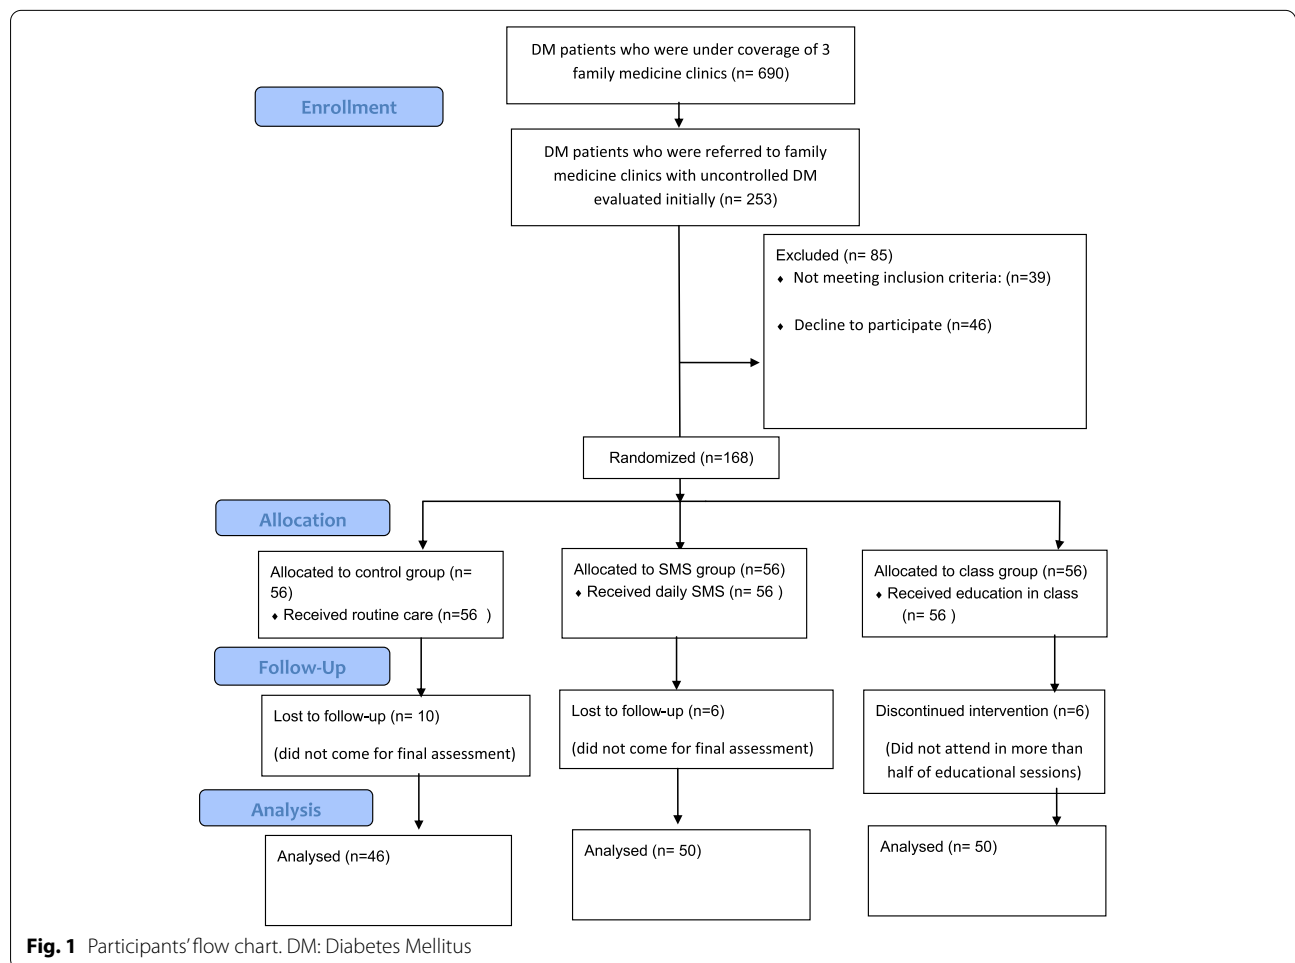 DM patients who were under coverage of 3
family medicine clinics (n= 690)
Enrollment
DM patients who were referred to family
medicine clinics with uncontrolled DM
evaluated initially (n= 253)
Excluded (n= 85)
♦ Not meeting inclusion criteria: (n=39)
♦ Decline to participate (n=46)
Randomized (n=168)
Allocation
Allocated to control group (n=
56)
♦ Received routine care (n=56 )
Allocated to SMS group (n=56)
♦ Received daily SMS (n= 56 )
Allocated to class group (n=56)
♦ Received education in class
(n= 56 )
Follow-Up
Lost to follow-up (n= 10)
(did not come for final assessment)
Lost to follow-up (n=6)
(did not come for final assessment)
Discontinued intervention (n=6)
(Did not attend in more than
half of educational sessions)
Analysis
Analysed (n=46)
Analysed (n= 50)
Analysed (n= 50)
Fig. 1 Participants' flow chart. DM: Diabetes Mellitus